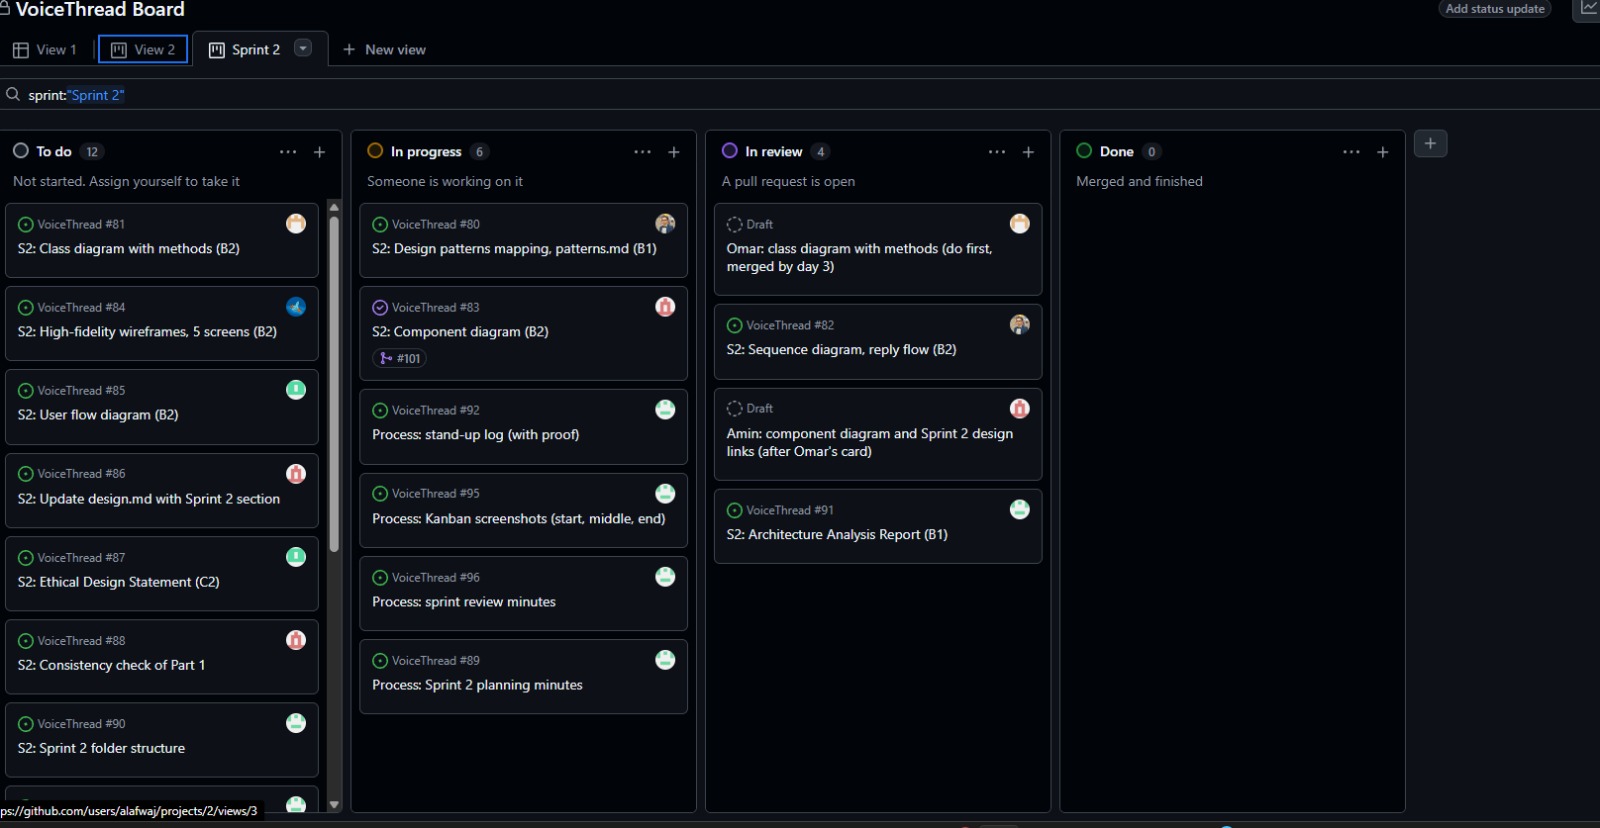 VoiceThread Board
Add status update
View 1
View 2
Sprint 2
New view
sprint:"Sprint 2"
To do 12
Not started. Assign yourself to take it
VoiceThread #81
S2: Class diagram with methods (B2)
VoiceThread #84
S2: High-fidelity wireframes, 5 screens (B2)
VoiceThread #85
S2: User flow diagram (B2)
VoiceThread #86
S2: Update design.md with Sprint 2 section
VoiceThread #87
S2: Ethical Design Statement (C2)
VoiceThread #88
S2: Consistency check of Part 1
VoiceThread #90
S2: Sprint 2 folder structure
In progress 6
Someone is working on it
VoiceThread #80
S2: Design patterns mapping, patterns.md (B1)
VoiceThread #83
S2: Component diagram (B2)
#101
VoiceThread #92
Process: stand-up log (with proof)
VoiceThread #95
Process: Kanban screenshots (start, middle, end)
VoiceThread #96
Process: sprint review minutes
VoiceThread #89
Process: Sprint 2 planning minutes
In review 4
A pull request is open
Draft
Omar: class diagram with methods (do first,
merged by day 3)
VoiceThread #82
S2: Sequence diagram, reply flow (B2)
Draft
Amin: component diagram and Sprint 2 design
links (after Omar's card)
VoiceThread #91
S2: Architecture Analysis Report (B1)
Done 0
Merged and finished
ps://github.com/users/alafwaj/projects/2/views/3